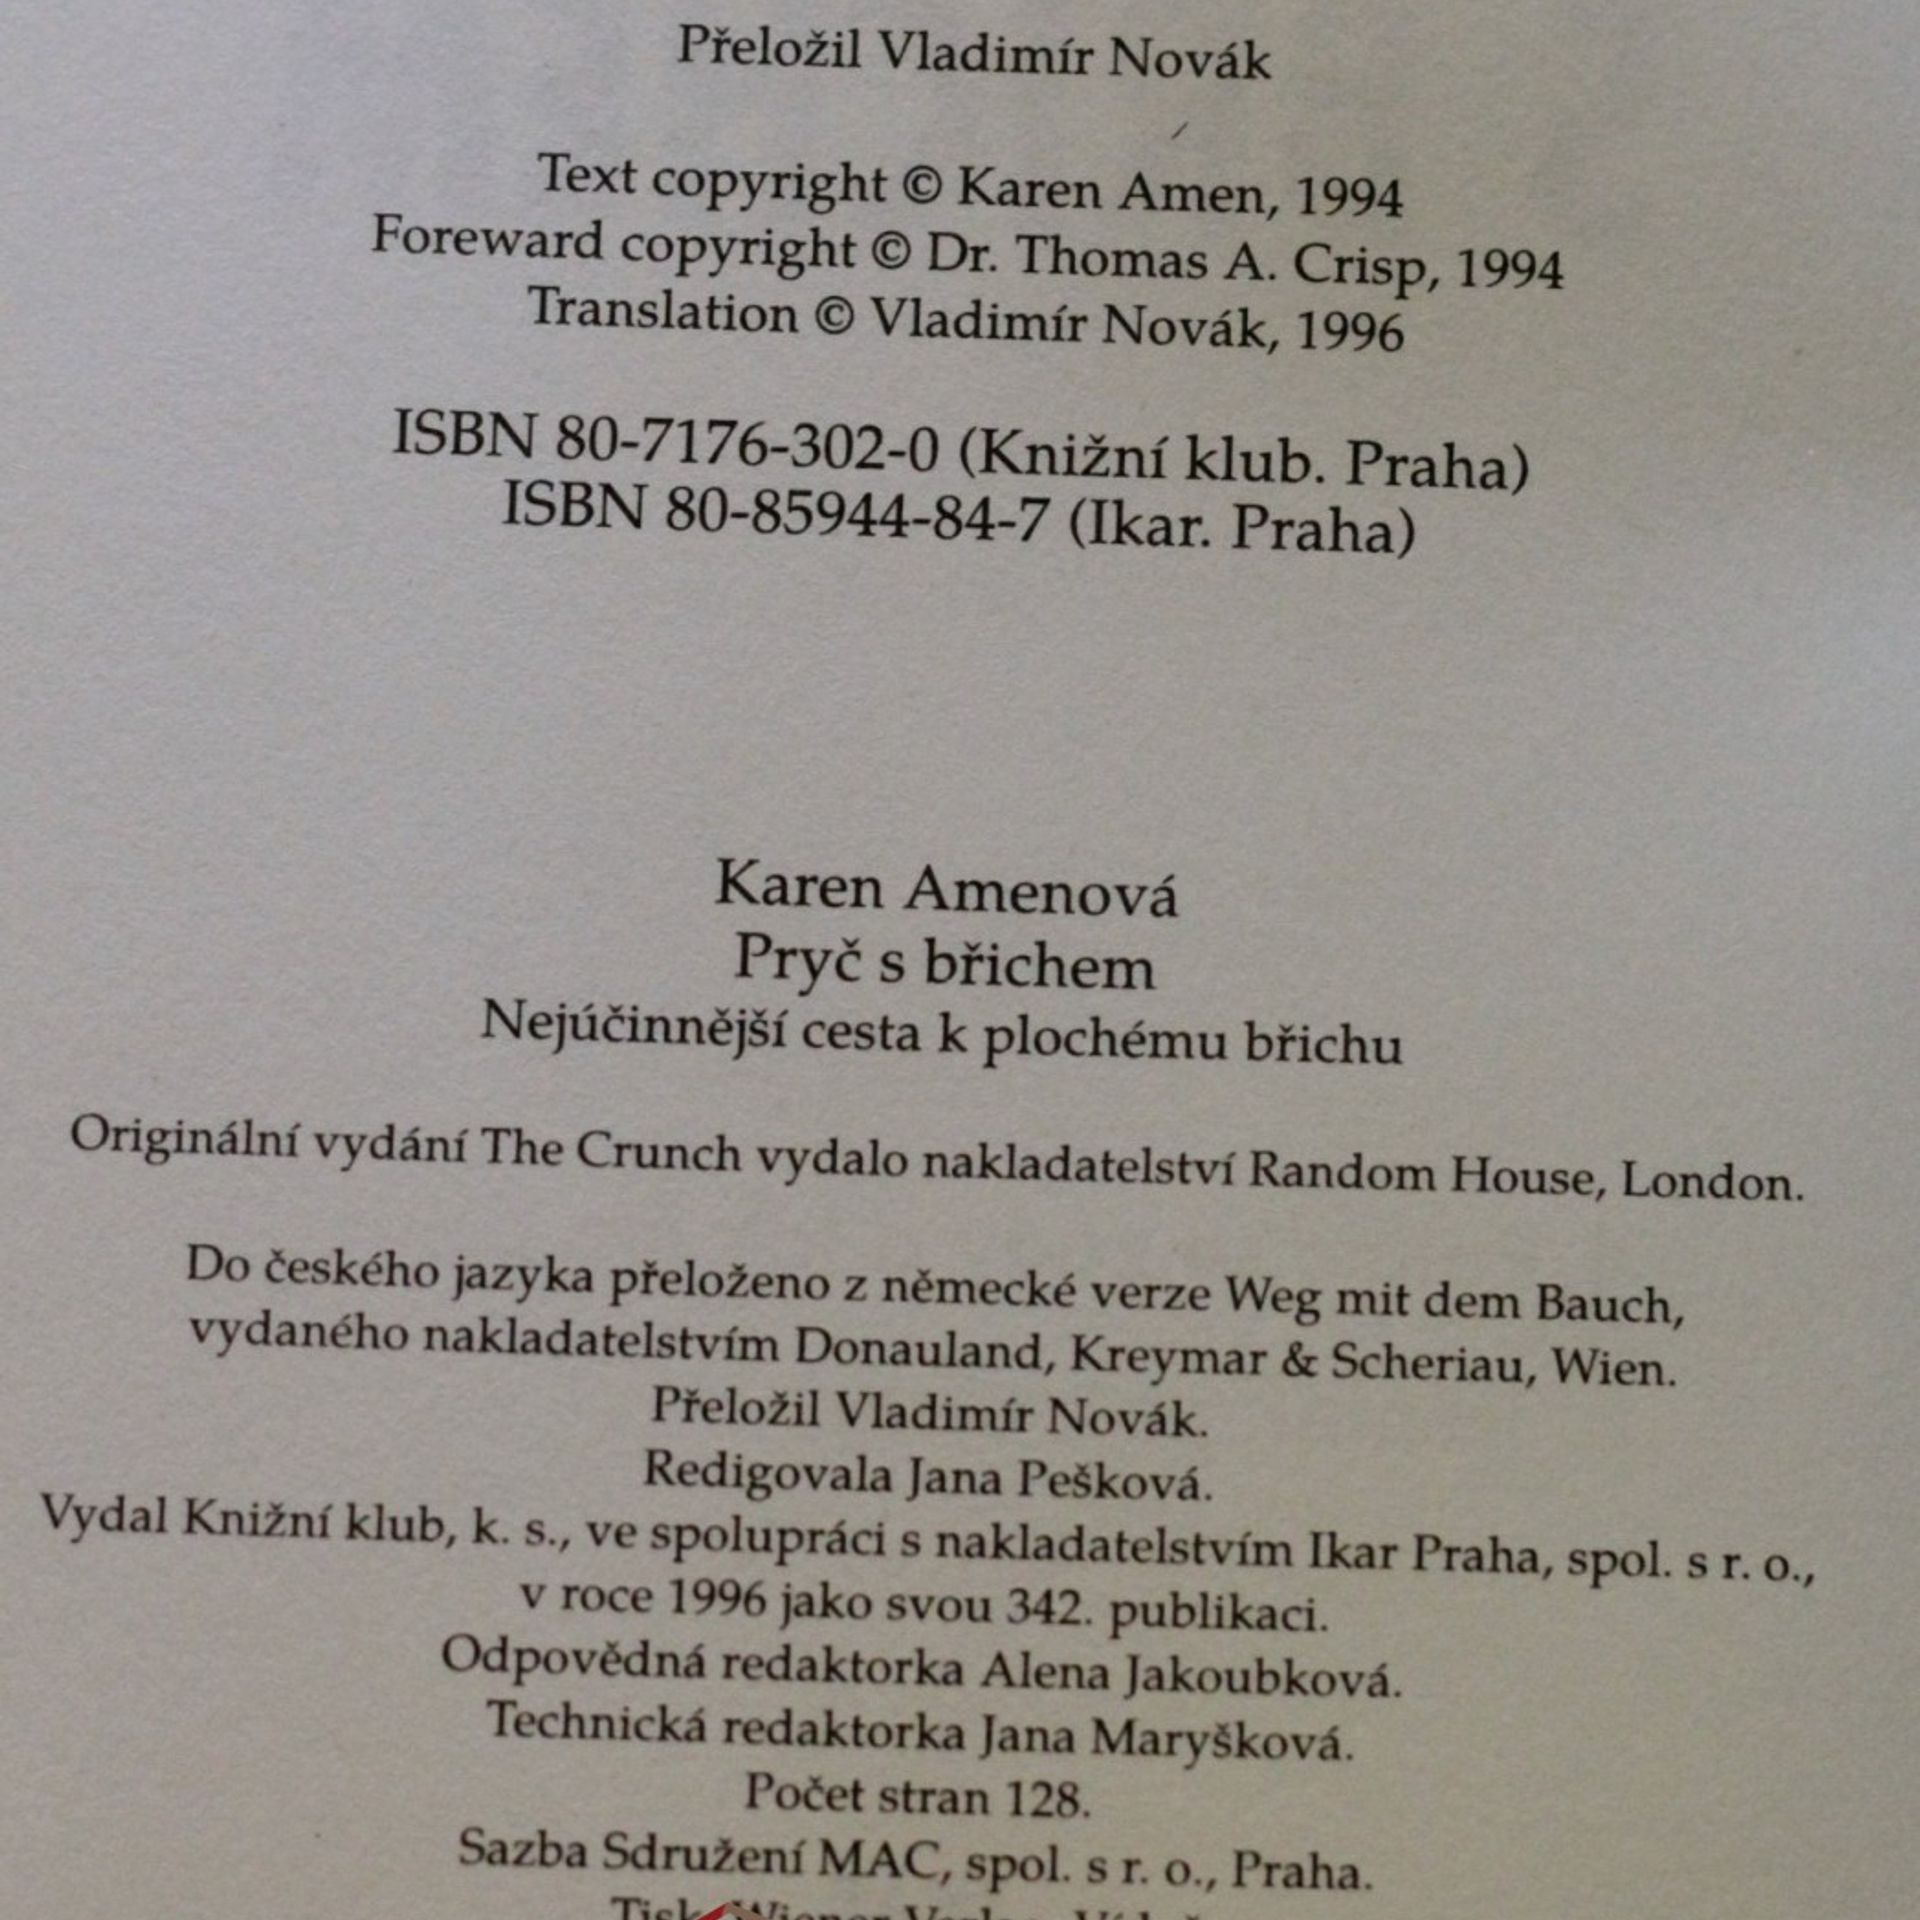 Přeložil Vladimír Novák
Text copyright © Karen Amen, 1994
Foreward copyright © Dr. Thomas A. Crisp, 1994
Translation © Vladimír Novák, 1996
ISBN 80-7176-302-0 (Knižní klub. Praha)
ISBN 80-85944-84-7 (Ikar. Praha)
Karen Amenová
Pryč s břichem
Nejúčinnější cesta k plochému břichu
Originální vydání The Crunch vydalo nakladatelství Random House, London.
Do českého jazyka přeloženo z německé verze Weg mit dem Bauch,
vydaného nakladatelstvím Donauland, Kreymar & Scheriau, Wien.
Přeložil Vladimír Novák.
Redigovala Jana Pešková.
Vydal Knižní klub, k. s., ve spolupráci s nakladatelstvím Ikar Praha, spol. s r. o.,
v roce 1996 jako svou 342. publikaci.
Odpovědná redaktorka Alena Jakoubková.
Technická redaktorka Jana Maryšková.
Počet stran 128.
Sazba Sdružení MAC, spol. s r. o., Praha.